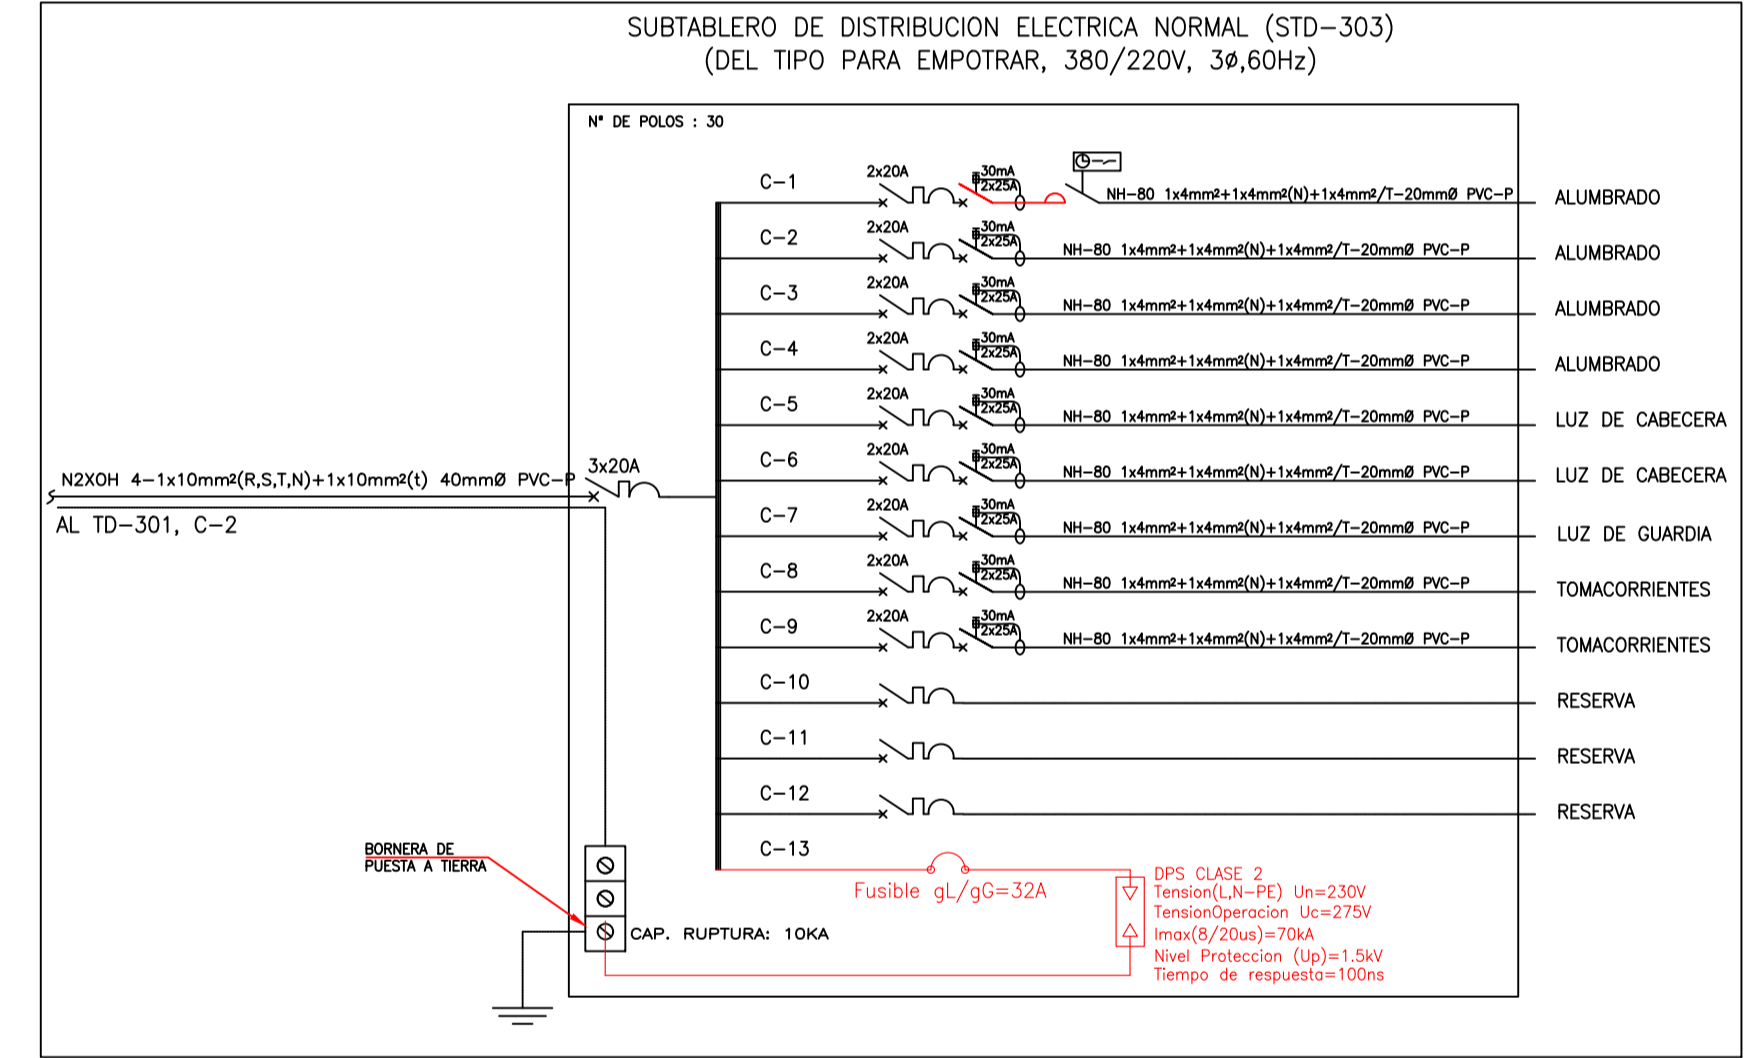 SUBTABLERO DE DISTRIBUCION ELECTRICA NORMAL (STD-303)
(DEL TIPO PARA EMPOTRAR, 380/220V, 3ø,60Hz)
Nº DE POLOS : 30
C-1
2x20A
30mA
2x25A
NH-80 1x4mm²+1x4mm²(N)+1x4mm²/T-20mmØ PVC-P
ALUMBRADO
C-2
2x20A
30mA
2x25A
NH-80 1x4mm²+1x4mm²(N)+1x4mm²/T-20mmØ PVC-P
ALUMBRADO
C-3
2x20A
30mA
2x25A
NH-80 1x4mm²+1x4mm²(N)+1x4mm²/T-20mmØ PVC-P
ALUMBRADO
C-4
2x20A
30mA
2x25A
NH-80 1x4mm²+1x4mm²(N)+1x4mm²/T-20mmØ PVC-P
ALUMBRADO
C-5
2x20A
30mA
2x25A
NH-80 1x4mm²+1x4mm²(N)+1x4mm²/T-20mmØ PVC-P
LUZ DE CABECERA
C-6
2x20A
30mA
2x25A
NH-80 1x4mm²+1x4mm²(N)+1x4mm²/T-20mmØ PVC-P
LUZ DE CABECERA
N2XOH 4-1x10mm²(R,S,T,N)+1x10mm²(t) 40mmØ PVC-P
3x20A
AL TD-301, C-2
C-7
2x20A
30mA
2x25A
NH-80 1x4mm²+1x4mm²(N)+1x4mm²/T-20mmØ PVC-P
LUZ DE GUARDIA
C-8
2x20A
30mA
2x25A
NH-80 1x4mm²+1x4mm²(N)+1x4mm²/T-20mmØ PVC-P
TOMACORRIENTES
C-9
2x20A
30mA
2x25A
NH-80 1x4mm²+1x4mm²(N)+1x4mm²/T-20mmØ PVC-P
TOMACORRIENTES
C-10
RESERVA
C-11
RESERVA
C-12
RESERVA
C-13
Fusible gL/gG=32A
DPS CLASE 2
Tension(L,N-PE) Un=230V
TensionOperacion Uc=275V
Imax(8/20us)=70kA
Nivel Proteccion (Up)=1.5kV
Tiempo de respuesta=100ns
BORNERA DE
PUESTA A TIERRA
CAP. RUPTURA: 10KA